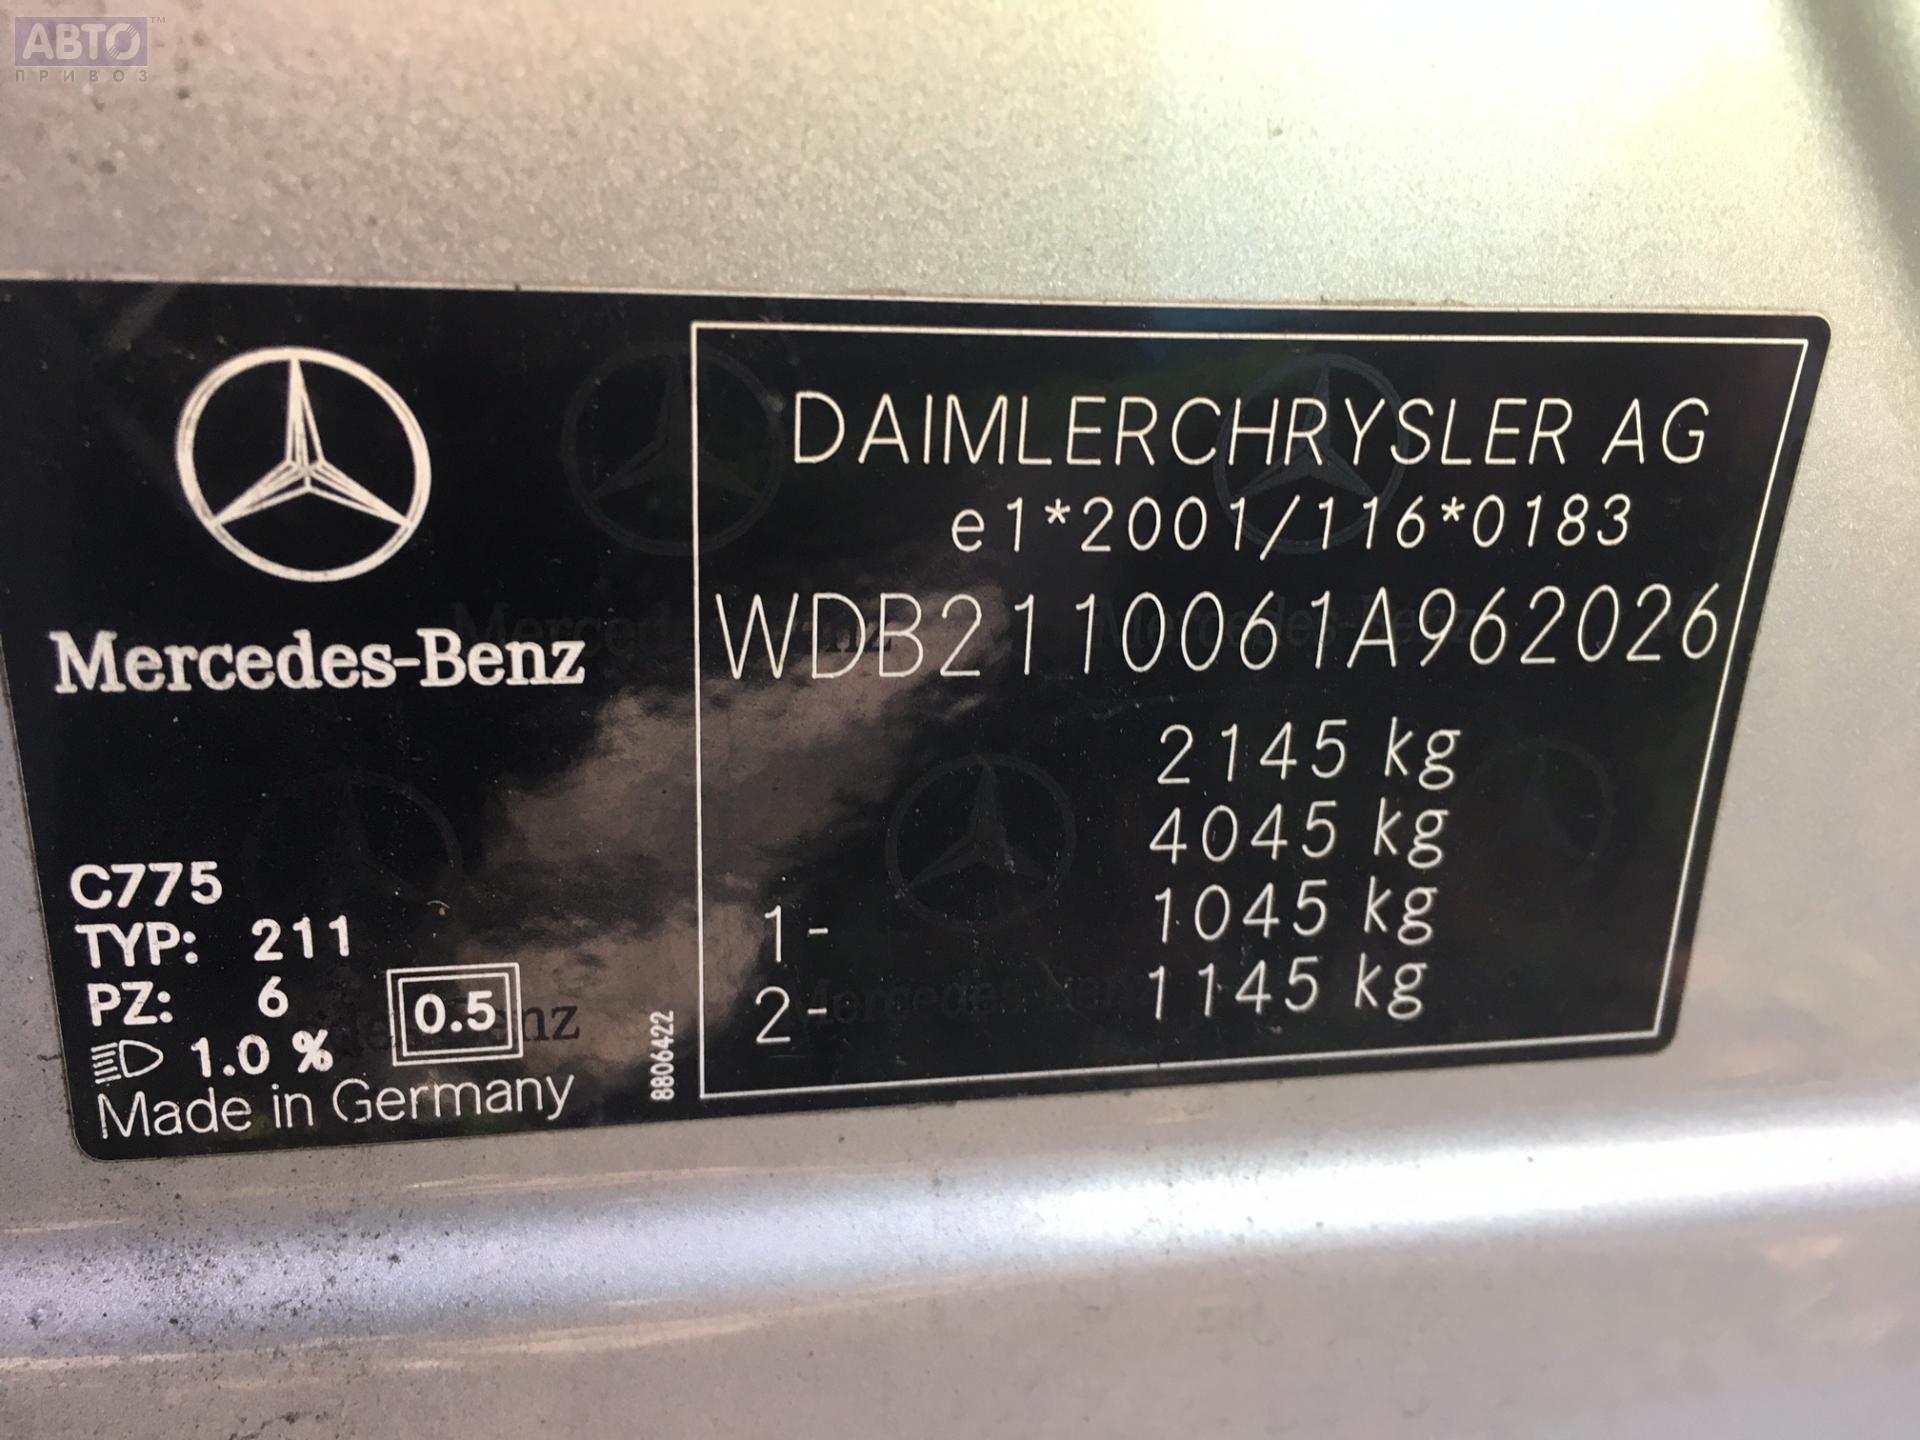 АВТО™
ПРИВОЗ
Mercedes-Benz
C775
TYP: 211
PZ: 6
0.5
1.0 %
Made in Germany
8806422
DAIMLERCHRYSLER AG
e1*2001/116*0183
WDB2110061A962026
2145 kg
4045 kg
1- 1045 kg
2- 1145 kg